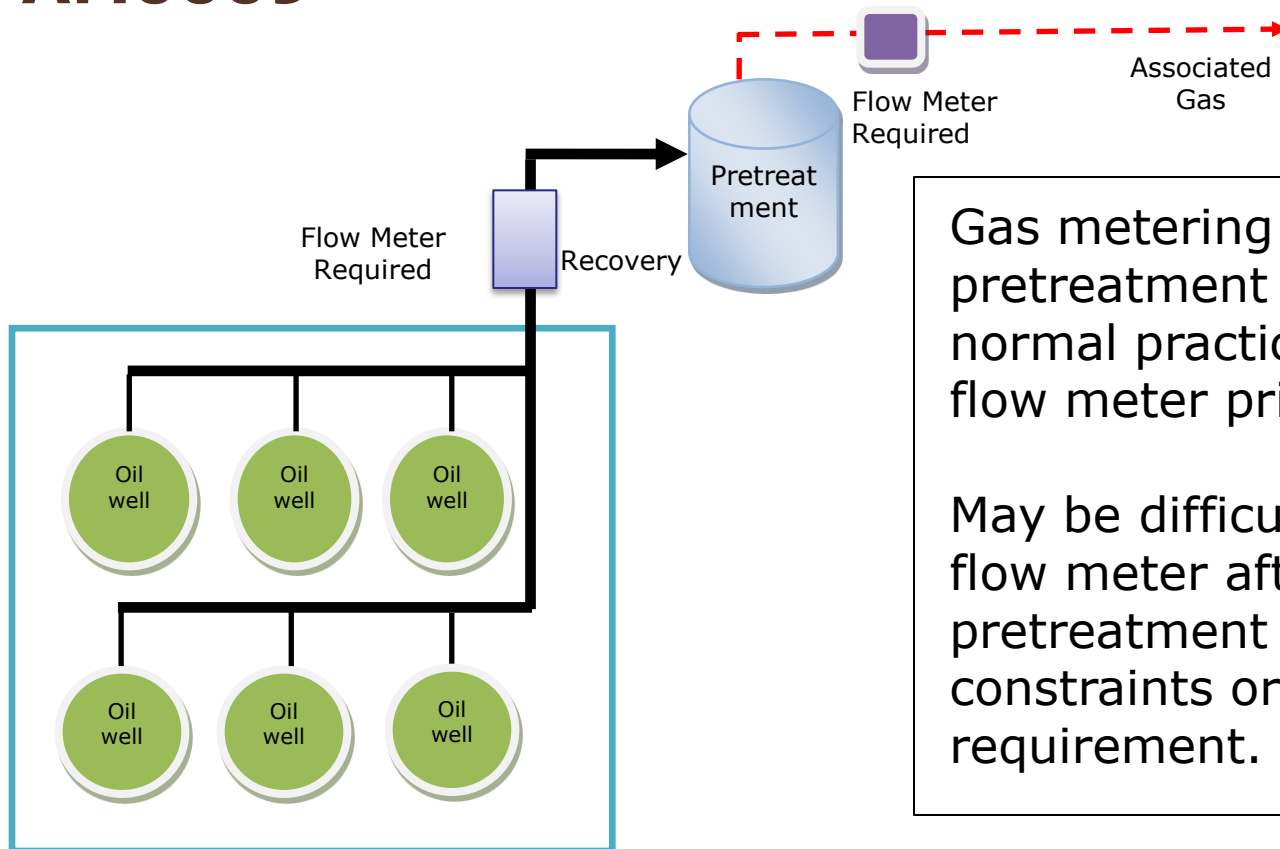 Associated
Gas
Flow Meter
Required
Pretreat
ment
Flow Meter
Required
Recovery
Gas metering
pretreatment
normal practic
flow meter pri
May be difficu
flow meter aft
pretreatment
constraints or
requirement.
Oil
well
Oil
well
Oil
well
Oil
well
Oil
well
Oil
well